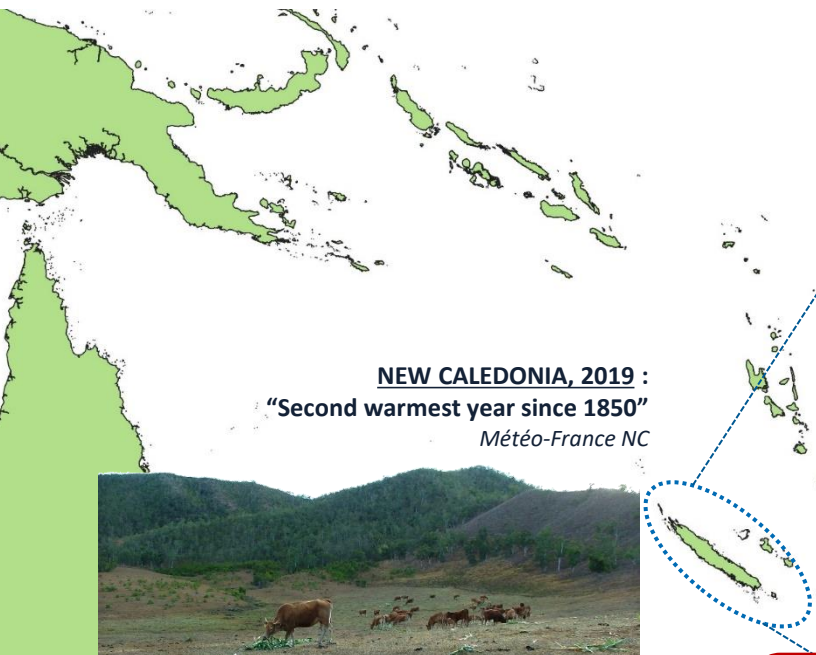 NEW CALEDONIA, 2019 :
“Second warmest year since 1850”
Météo-France NC